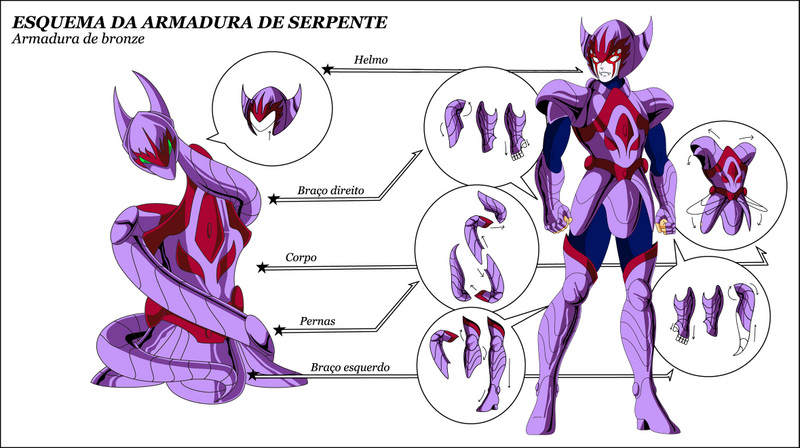 ESQUEMA DA ARMADURA DE SERPENTE
Armadura de bronze
Helmo
Braço direito
Corpo
Pernas
Braço esquerdo